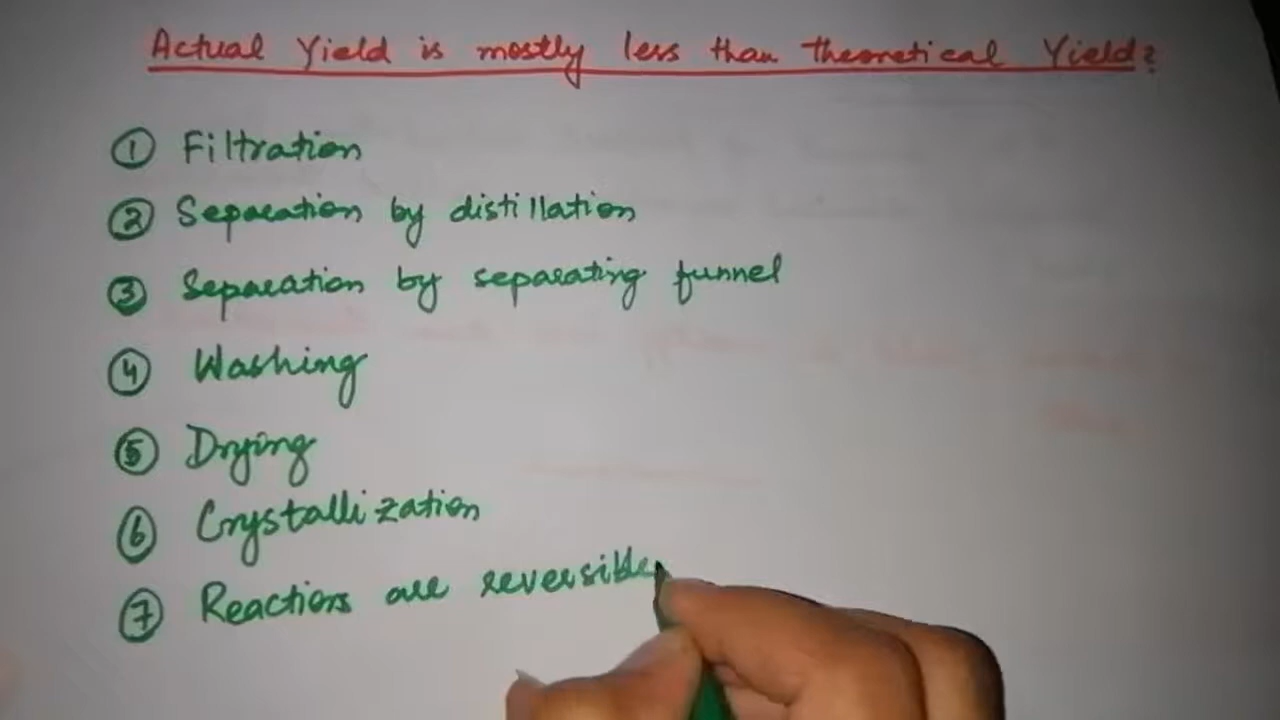 Actual Yield is mostly less than theoretical Yield?
① Filtration
② Separation by distillation
③ Separation by separating funnel
④ Washing
⑤ Drying
⑥ Crystallization
⑦ Reactions are reversible